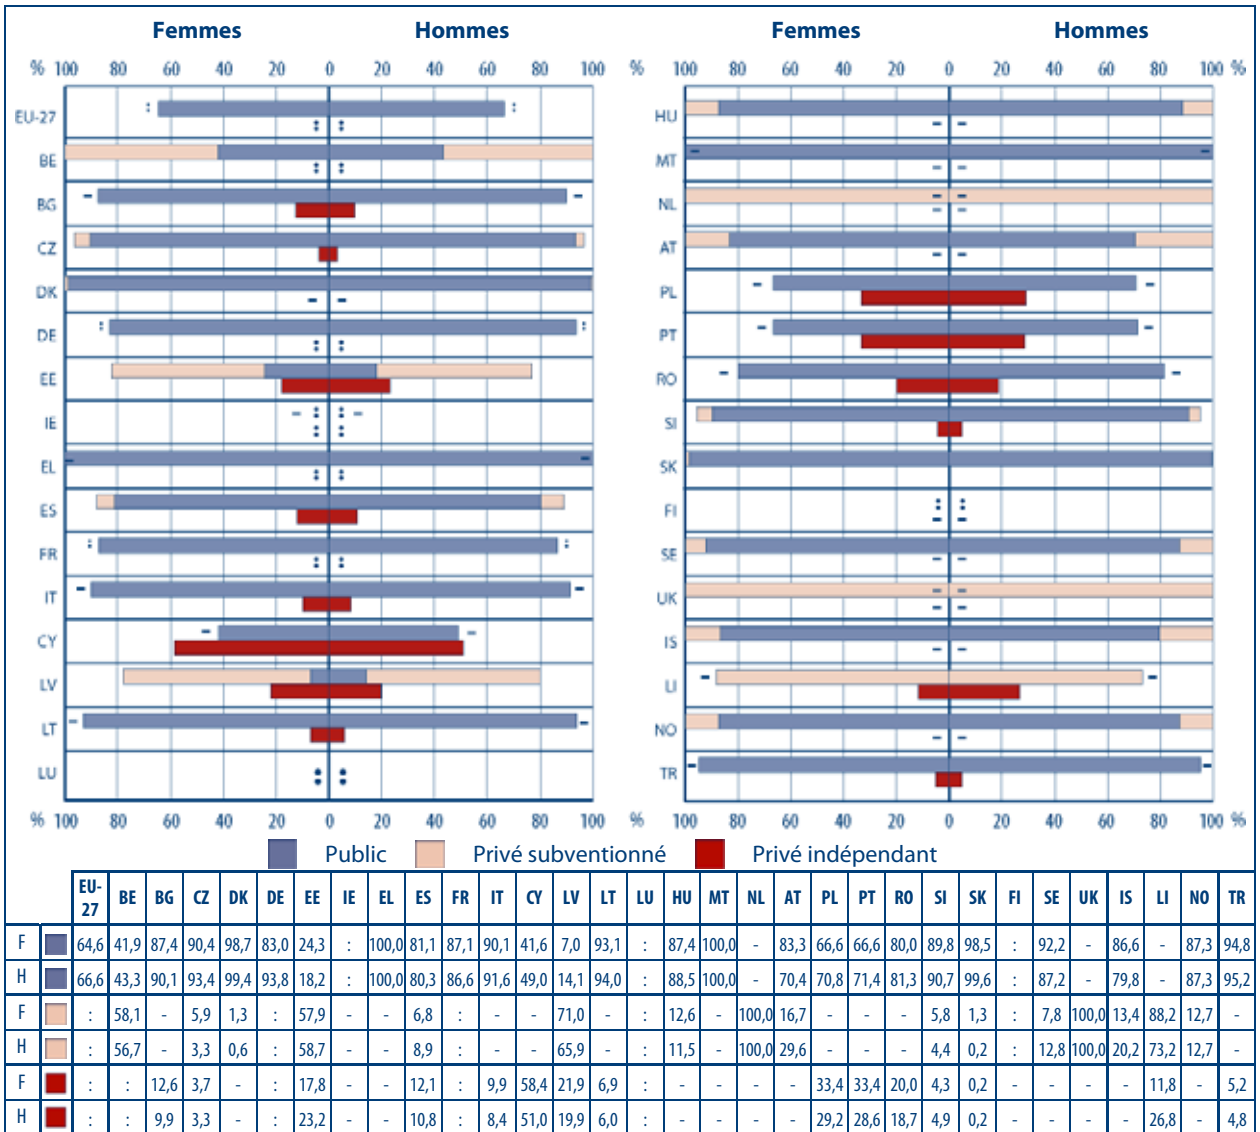 Femmes Hommes Femmes Hommes
% 100 80 60 40 20 0 20 40 60 80 100 % 100 80 60 40 20 0 20 40 60 80 100 %
EU-27 : : : : : : HU - -
BE : : : : MT - - - -
BG - - NL - - - -
CZ AT - -
DK - - PL - -
DE : : : : : : PT - -
EE RO - -
IE - : : - : : SI
EL - - : : SK
ES FI : : - -
FR : : : : SE - -
IT - - UK - - - -
CY - - IS - -
LV LI - -
LT - - NO - -
LU : : : : TR - -
% 100 80 60 40 20 0 20 40 60 80 100 % 100 80 60 40 20 0 20 40 60 80 100 %
Public Privé subventionné Privé indépendant
EU-27 BE BG CZ DK DE EE IE EL ES FR IT CY LV LT LU HU MT NL AT PL PT RO SI SK FI SE UK IS LI NO TR
F 64,6 41,9 87,4 90,4 98,7 83,0 24,3 : 100,0 81,1 87,1 90,1 41,6 7,0 93,1 : 87,4 100,0 - 83,3 66,6 66,6 80,0 89,8 98,5 : 92,2 - 86,6 - 87,3 94,8
H 66,6 43,3 90,1 93,4 99,4 93,8 18,2 : 100,0 80,3 86,6 91,6 49,0 14,1 94,0 : 88,5 100,0 - 70,4 70,8 71,4 81,3 90,7 99,6 : 87,2 - 79,8 - 87,3 95,2
F : 58,1 - 5,9 1,3 : 57,9 - - 6,8 : - - 71,0 - : 12,6 - 100,0 16,7 - - - 5,8 1,3 : 7,8 100,0 13,4 88,2 12,7 -
H : 56,7 - 3,3 0,6 : 58,7 - - 8,9 : - - 65,9 - : 11,5 - 100,0 29,6 - - - 4,4 0,2 : 12,8 100,0 20,2 73,2 12,7 -
F : : 12,6 3,7 - : 17,8 - - 12,1 : 9,9 58,4 21,9 6,9 : - - - - 33,4 33,4 20,0 4,3 0,2 - - - - 11,8 - 5,2
H : : 9,9 3,3 - : 23,2 - - 10,8 : 8,4 51,0 19,9 6,0 : - - - - 29,2 28,6 18,7 4,9 0,2 - - - - 26,8 - 4,8